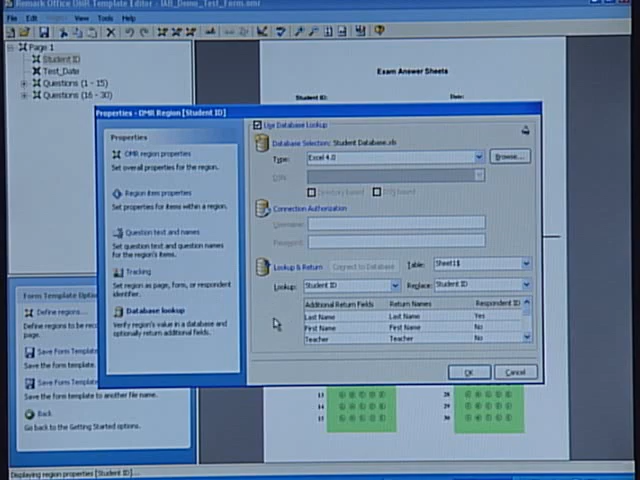 Remark Office OMR Template Editor - IAB_Demo_Test_Form.omr
File Edit View Tools Help
Page 1
Student ID
Test_Date
Questions (1 - 15)
Questions (16 - 30)
Exam Answer Sheets
Student ID:
Date:
Properties - OMR Region [Student ID]
Properties
OMR region properties
Set overall properties for the region.
Region item properties
Set properties for items within a region.
Question text and names
Set question text and question names for the region's items.
Tracking
Set region as page, form, or respondent identifier.
Database lookup
Verify region's value in a database and optionally return additional fields.
Use Database Lookup
Database Selection: Student Database.xls
Type: Excel 4.0 Browse...
DSN:
Connection Authorization
Username:
Password:
Lookup & Return Connect to Database Table: Sheet1$
Lookup: Student ID Replace: Student ID
Additional Return Fields Return Names Respondent ID
Last Name Last Name Yes
First Name First Name No
Teacher Teacher No
OK Cancel
Form Template Optio
Define regions...
Define regions to be rec
Save Form Template
Save the form template.
Save Form Template
Save the form template to another file name.
Back
Go back to the Getting Started options.
13 28
14 29
15 30
Displaying region properties [Student ID]...